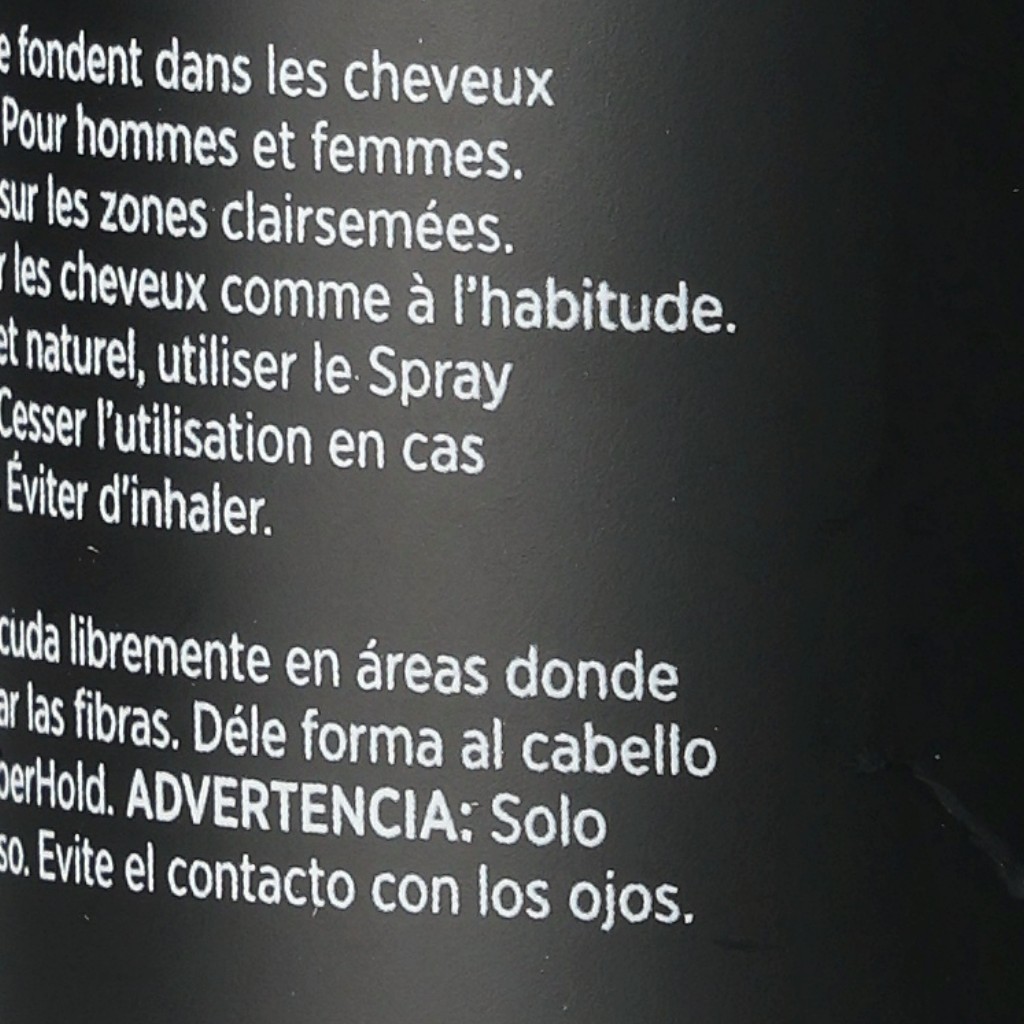 fondent dans les cheveux
Pour hommes et femmes.
sur les zones clairsemées.
les cheveux comme à l'habitude.
et naturel, utiliser le Spray
Cesser l'utilisation en cas
Éviter d'inhaler.
cuda libremente en áreas donde
ar las fibras. Déle forma al cabello
berHold. ADVERTENCIA: Solo
so. Evite el contacto con los ojos.